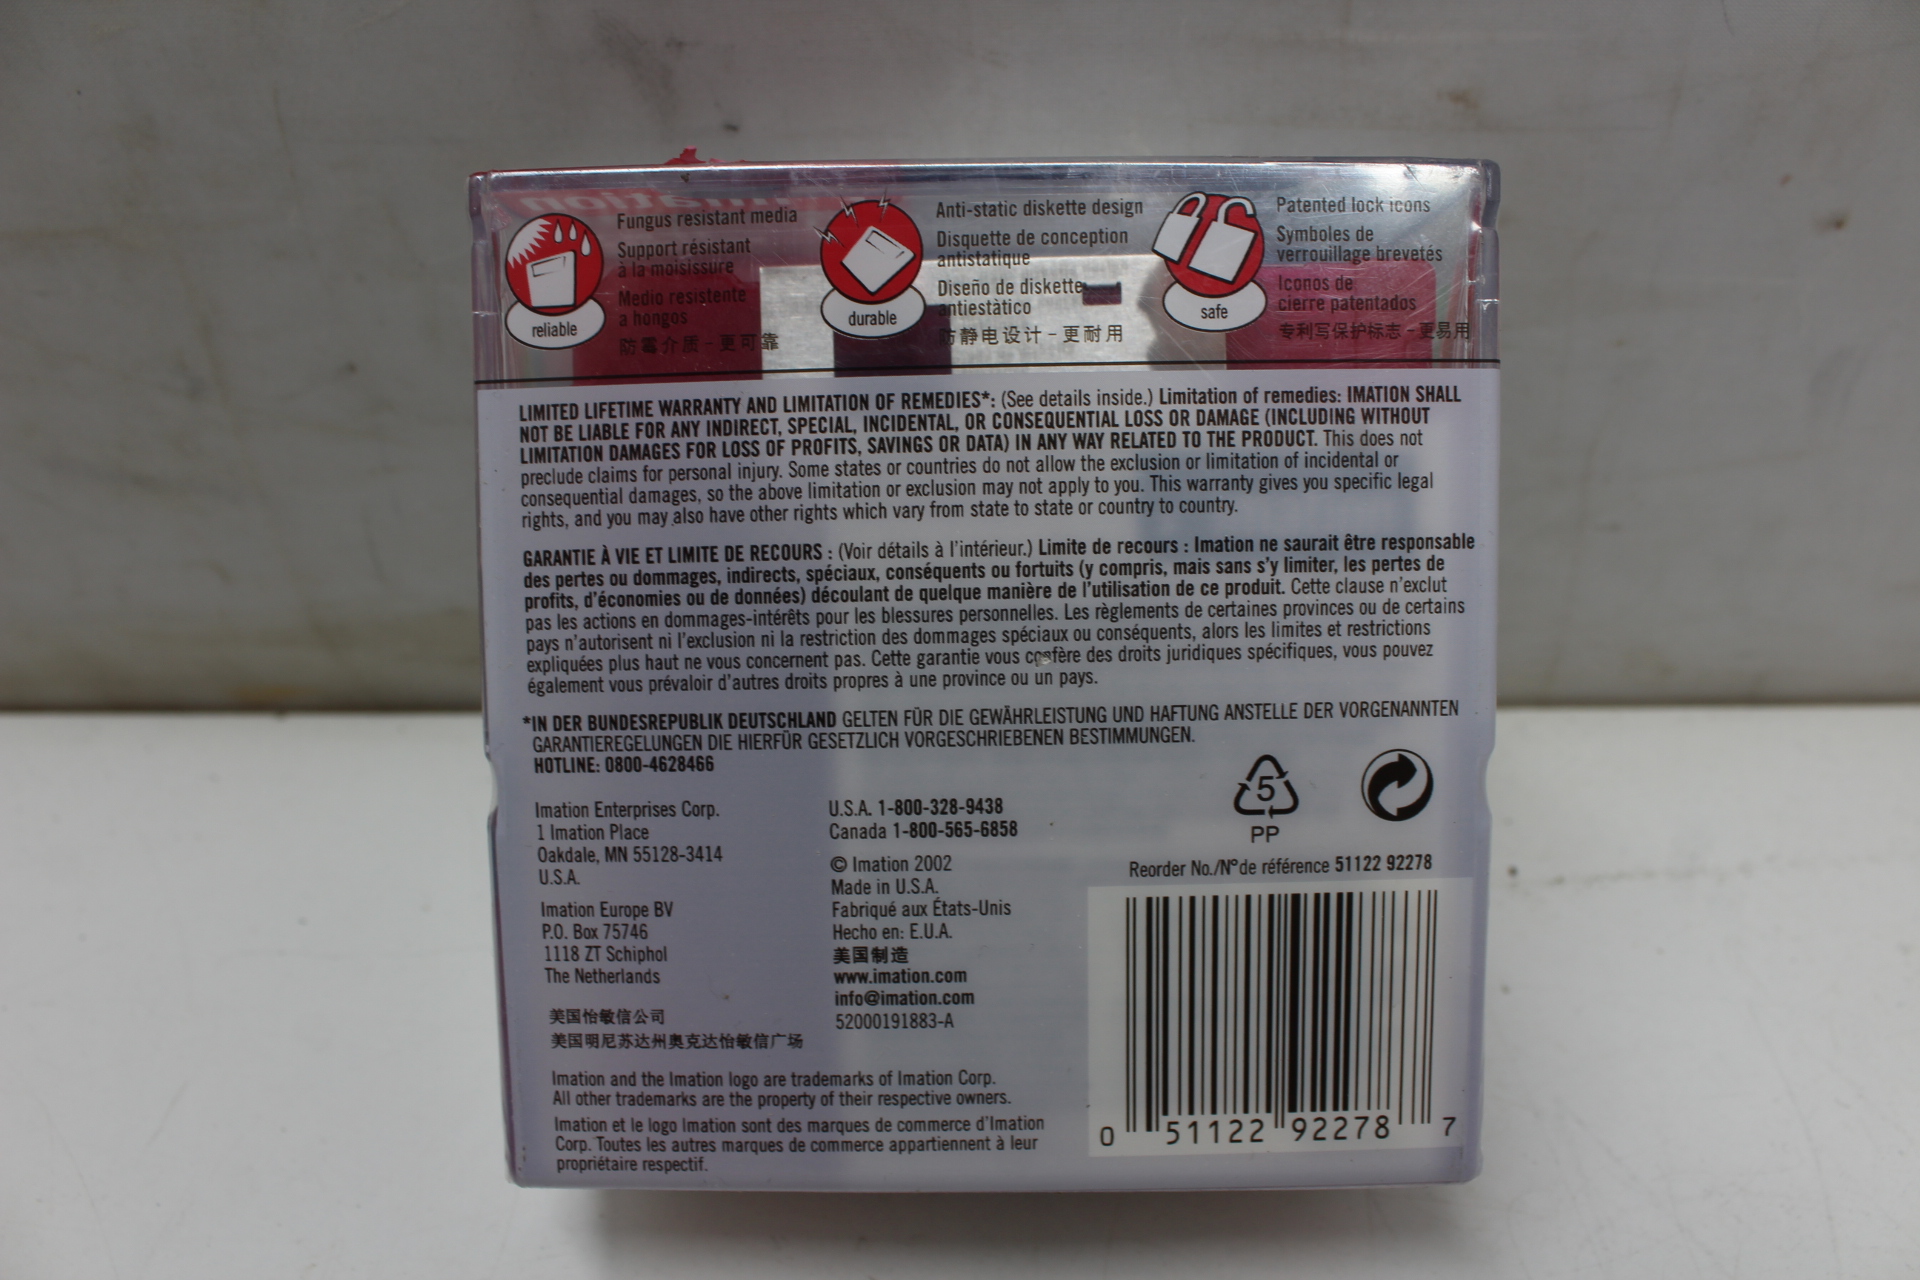 imation
Fungus resistant media
Support résistant
à la moisissure
Medio resistente
a hongos
防霉介质-更可靠
reliable
Anti-static diskette design
Disquette de conception
antistatique
Diseño de diskette
antiestàtico
防静电设计-更耐用
durable
Patented lock icons
Symboles de
verrouillage brevetés
Iconos de
cierre patentados
专利写保护标志-更易用
safe
LIMITED LIFETIME WARRANTY AND LIMITATION OF REMEDIES*: (See details inside.) Limitation of remedies: IMATION SHALL
NOT BE LIABLE FOR ANY INDIRECT, SPECIAL, INCIDENTAL, OR CONSEQUENTIAL LOSS OR DAMAGE (INCLUDING WITHOUT
LIMITATION DAMAGES FOR LOSS OF PROFITS, SAVINGS OR DATA) IN ANY WAY RELATED TO THE PRODUCT. This does not
preclude claims for personal injury. Some states or countries do not allow the exclusion or limitation of incidental or
consequential damages, so the above limitation or exclusion may not apply to you. This warranty gives you specific legal
rights, and you may also have other rights which vary from state to state or country to country.
GARANTIE À VIE ET LIMITE DE RECOURS : (Voir détails à l'intérieur.) Limite de recours : Imation ne saurait être responsable
des pertes ou dommages, indirects, spéciaux, conséquents ou fortuits (y compris, mais sans s'y limiter, les pertes de
profits, d'économies ou de données) découlant de quelque manière de l'utilisation de ce produit. Cette clause n'exclut
pas les actions en dommages-intérêts pour les blessures personnelles. Les règlements de certaines provinces ou de certains
pays n'autorisent ni l'exclusion ni la restriction des dommages spéciaux ou conséquents, alors les limites et restrictions
expliquées plus haut ne vous concernent pas. Cette garantie vous confère des droits juridiques spécifiques, vous pouvez
également vous prévaloir d'autres droits propres à une province ou un pays.
*IN DER BUNDESREPUBLIK DEUTSCHLAND GELTEN FÜR DIE GEWÄHRLEISTUNG UND HAFTUNG ANSTELLE DER VORGENANNTEN
GARANTIEREGELUNGEN DIE HIERFÜR GESETZLICH VORGESCHRIEBENEN BESTIMMUNGEN.
HOTLINE: 0800-4628466
Imation Enterprises Corp.
1 Imation Place
Oakdale, MN 55128-3414
U.S.A.
Imation Europe BV
P.O. Box 75746
1118 ZT Schiphol
The Netherlands
美国怡敏信公司
美国明尼苏达州奥克达怡敏信广场
U.S.A. 1-800-328-9438
Canada 1-800-565-6858
© Imation 2002
Made in U.S.A.
Fabriqué aux États-Unis
Hecho en: E.U.A.
美国制造
www.imation.com
info@imation.com
52000191883-A
5
PP
Reorder No./N° de référence 51122 92278
0 51122 92278 7
Imation and the Imation logo are trademarks of Imation Corp.
All other trademarks are the property of their respective owners.
Imation et le logo Imation sont des marques de commerce d'Imation
Corp. Toutes les autres marques de commerce appartiennent à leur
propriétaire respectif.